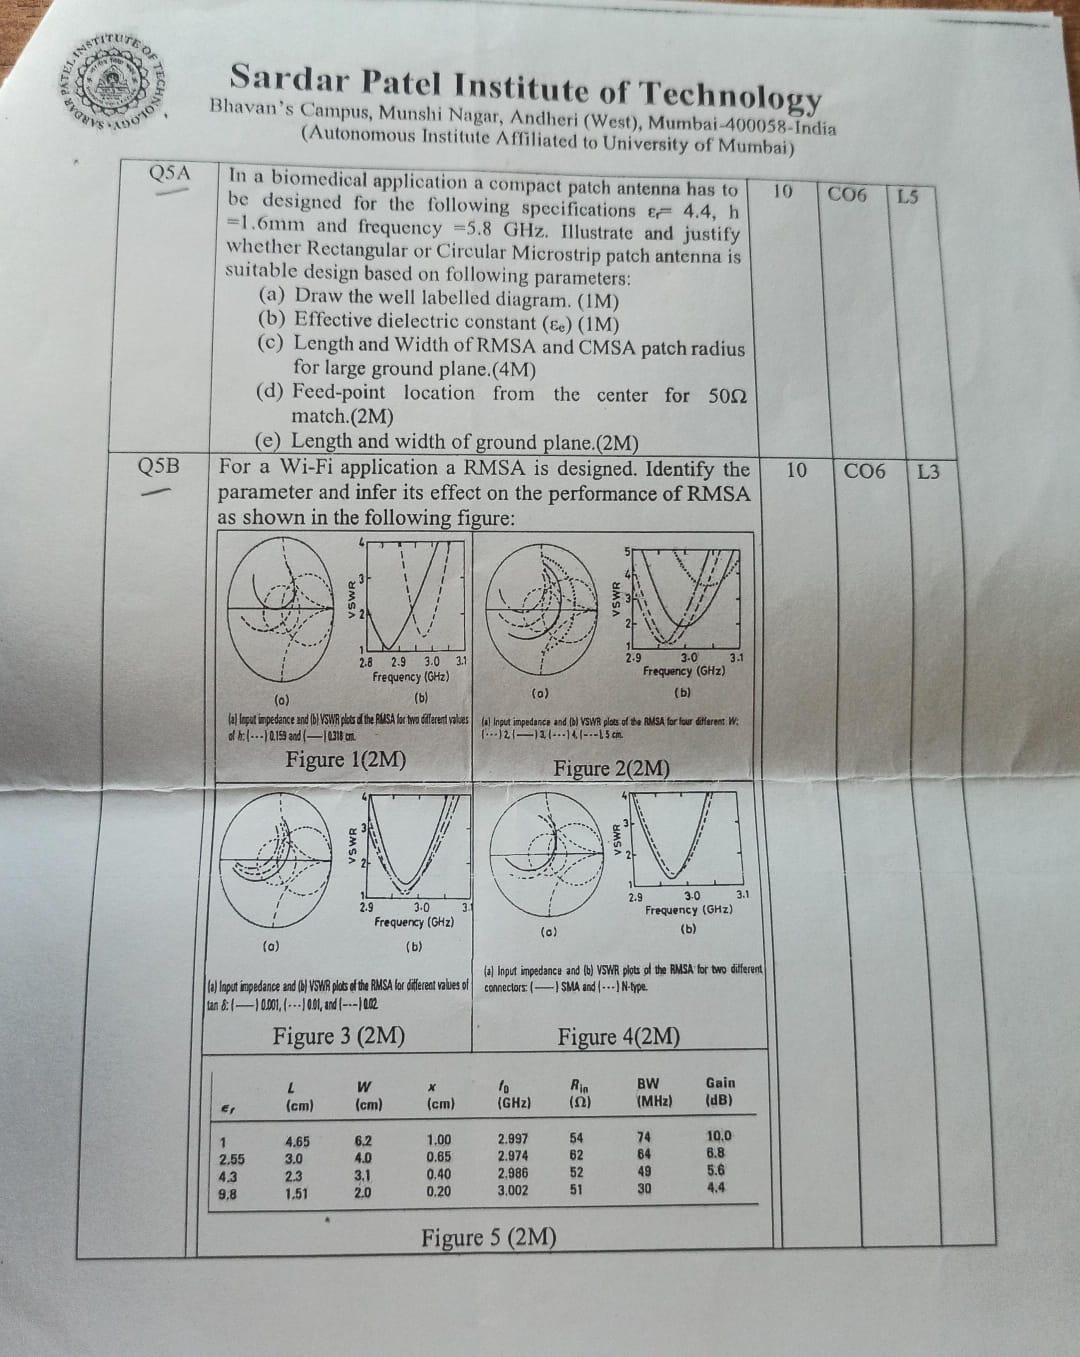 SARDAR PATEL INSTITUTE OF TECHNOLOGY
Sardar Patel Institute of Technology
Bhavan's Campus, Munshi Nagar, Andheri (West), Mumbai-400058-India
(Autonomous Institute Affiliated to University of Mumbai)
Q5A
In a biomedical application a compact patch antenna has to
be designed for the following specifications εr= 4.4, h
=1.6mm and frequency =5.8 GHz. Illustrate and justify
whether Rectangular or Circular Microstrip patch antenna is
suitable design based on following parameters:
(a) Draw the well labelled diagram. (1M)
(b) Effective dielectric constant (εe) (1M)
(c) Length and Width of RMSA and CMSA patch radius
for large ground plane.(4M)
(d) Feed-point location from the center for 50Ω
match.(2M)
(e) Length and width of ground plane.(2M)
10 CO6 L5
Q5B
For a Wi-Fi application a RMSA is designed. Identify the
parameter and infer its effect on the performance of RMSA
as shown in the following figure:
10 CO6 L3
4
3
2
1
VSWR
2.8 2.9 3.0 3.1
Frequency (GHz)
(a) (b)
(a) Input impedance and (b) VSWR plots of the RMSA for two different values
of h: (---) 0.159 and (—) 0.318 cm.
Figure 1(2M)
5
4
3
2
1
VSWR
2.9 3.0 3.1
Frequency (GHz)
(a) (b)
(a) Input impedance and (b) VSWR plots of the RMSA for four different W:
(···) 2, (—) 3, (---) 4, (-·-) 5 cm.
Figure 2(2M)
4
3
2
1
VSWR
2.9 3.0 3.1
Frequency (GHz)
(a) (b)
(a) Input impedance and (b) VSWR plots of the RMSA for different values of
tan δ: (—) 0.001, (---) 0.01, and (-·-) 0.02
Figure 3 (2M)
4
3
2
1
VSWR
2.9 3.0 3.1
Frequency (GHz)
(a) (b)
(a) Input impedance and (b) VSWR plots of the RMSA for two different
connectors: (—) SMA and (---) N-type.
Figure 4(2M)
L W x f0 Rin BW Gain
εr (cm) (cm) (cm) (GHz) (Ω) (MHz) (dB)
1 4.65 6.2 1.00 2.997 54 74 10.0
2.55 3.0 4.0 0.65 2.974 62 64 6.8
4.3 2.3 3.1 0.40 2.986 52 49 5.6
9.8 1.51 2.0 0.20 3.002 51 30 4.4
Figure 5 (2M)